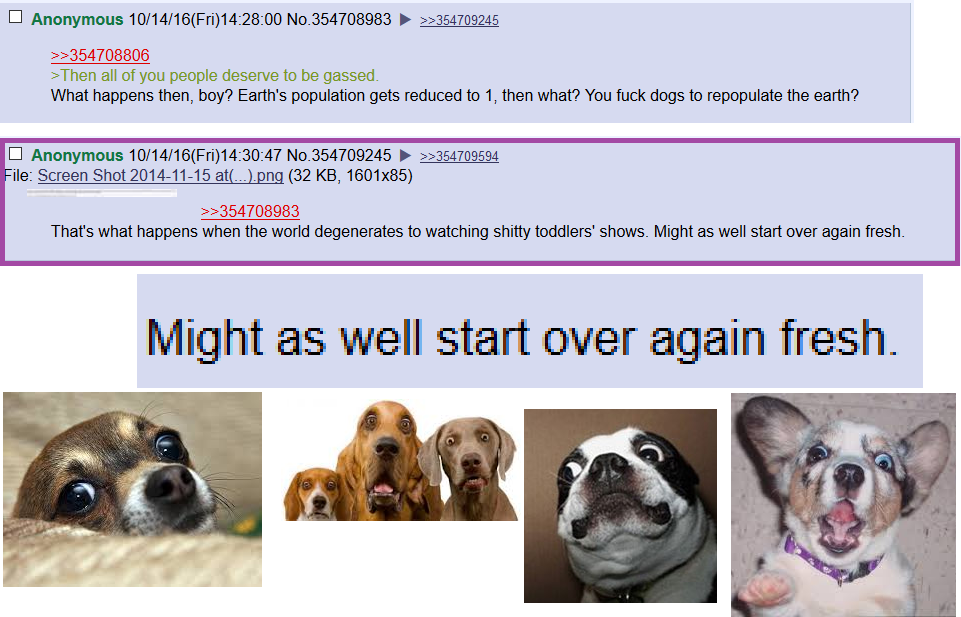 Anonymous 10/14/16(Fri)14:28:00 No.354708983 ▶ >>354709245
>>354708806
>Then all of you people deserve to be gassed.
What happens then, boy? Earth's population gets reduced to 1, then what? You fuck dogs to repopulate the earth?
Anonymous 10/14/16(Fri)14:30:47 No.354709245 ▶ >>354709594
File: Screen Shot 2014-11-15 at(...).png (32 KB, 1601x85)
>>354708983
That's what happens when the world degenerates to watching shitty toddlers' shows. Might as well start over again fresh.
Might as well start over again fresh.